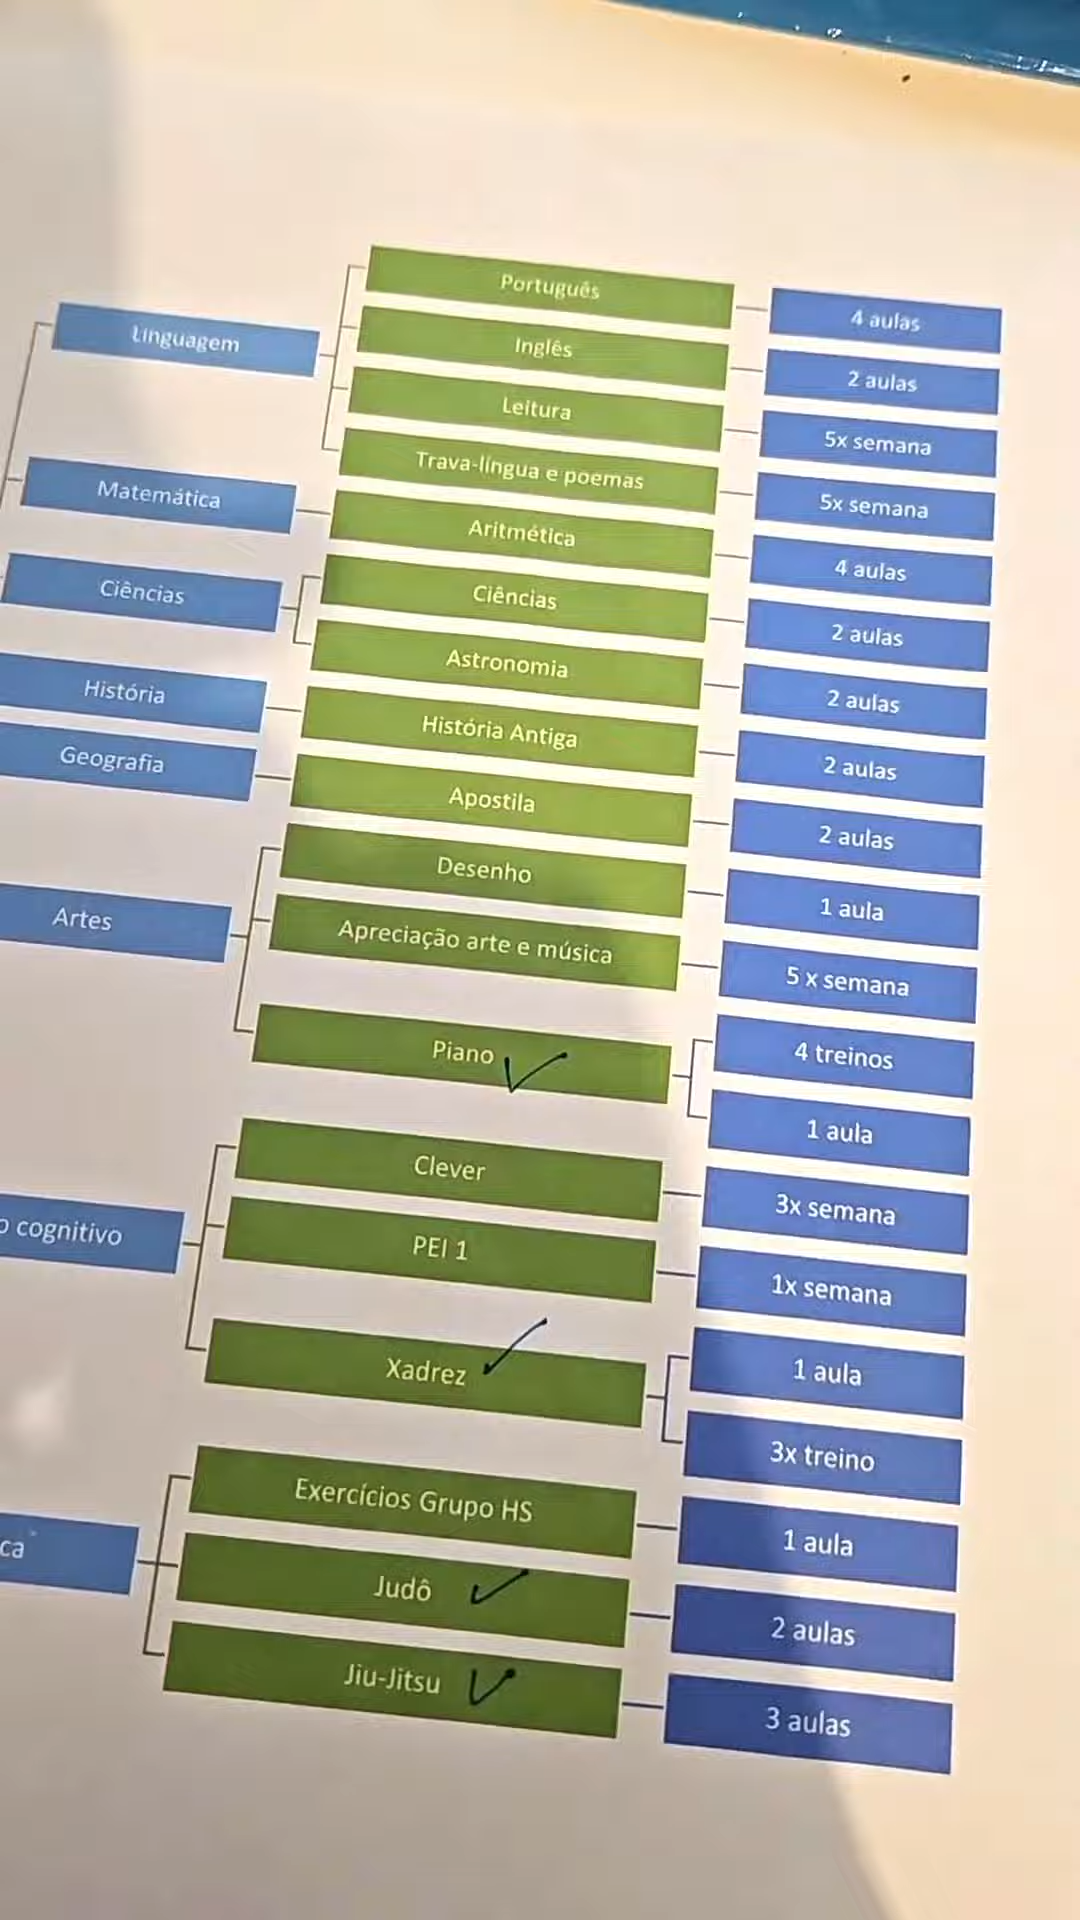 Linguagem
Português
4 aulas
Inglês
2 aulas
Leitura
5x semana
Trava-língua e poemas
5x semana
Matemática
Aritmética
4 aulas
Ciências
Ciências
2 aulas
Astronomia
2 aulas
História
História Antiga
2 aulas
Geografia
Apostila
2 aulas
Artes
Desenho
1 aula
Apreciação arte e música
5 x semana
Piano
4 treinos
1 aula
o cognitivo
Clever
3x semana
PEI 1
1x semana
Xadrez
1 aula
3x treino
ca
Exercícios Grupo HS
1 aula
Judô
2 aulas
Jiu-Jitsu
3 aulas